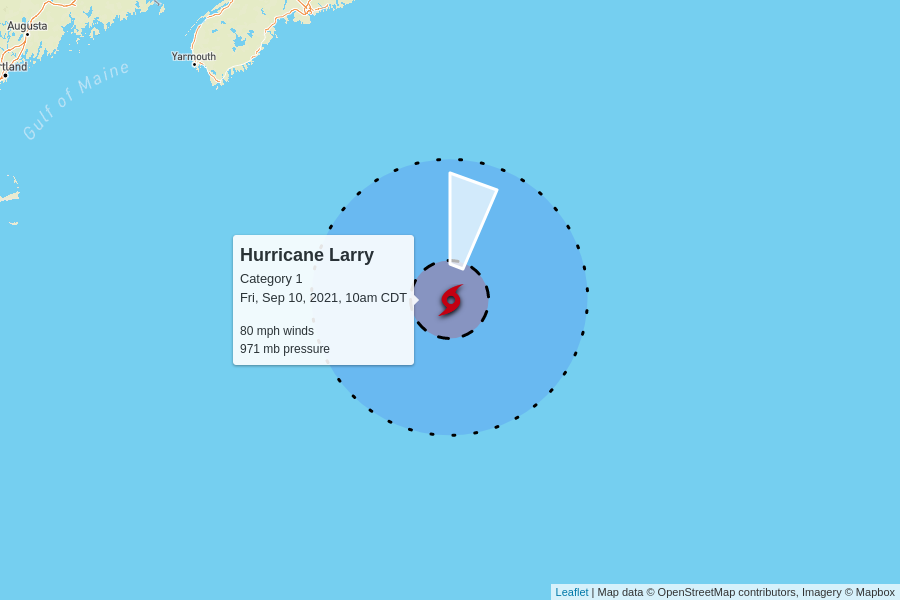 Augusta
rtland
Yarmouth
Gulf of Maine
Hurricane Larry
Category 1
Fri, Sep 10, 2021, 10am CDT
80 mph winds
971 mb pressure
Leaflet | Map data © OpenStreetMap contributors, Imagery © Mapbox